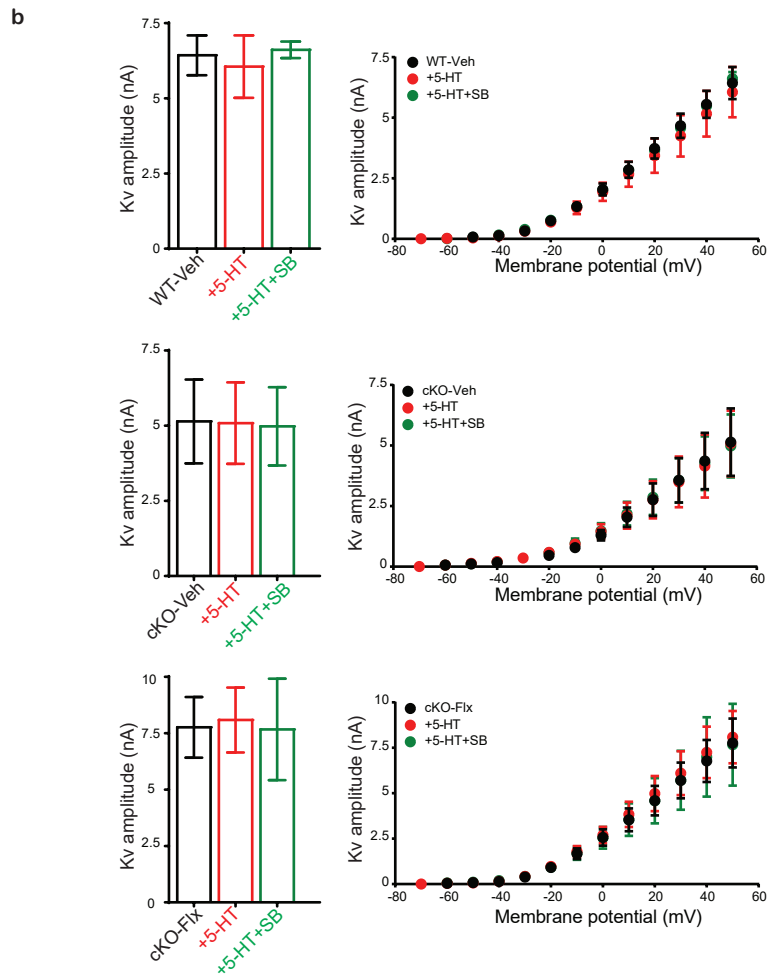 b
Kv amplitude (nA)
7.5
5
2.5
0
WT-Veh
+5-HT
+5-HT+SB
Kv amplitude (nA)
7.5
5.0
2.5
0
WT-Veh
+5-HT
+5-HT+SB
-80 -60 -40 -20 0 20 40 60
Membrane potential (mV)
Kv amplitude (nA)
7.5
5
2.5
0
cKO-Veh
+5-HT
+5-HT+SB
Kv amplitude (nA)
7.5
5.0
2.5
0
cKO-Veh
+5-HT
+5-HT+SB
-80 -60 -40 -20 0 20 40 60
Membrane potential (mV)
Kv amplitude (nA)
10
7.5
5
2.5
0
cKO-Flx
+5-HT
+5-HT+SB
Kv amplitude (nA)
10
7.5
5.0
2.5
0
cKO-Flx
+5-HT
+5-HT+SB
-80 -60 -40 -20 0 20 40 60
Membrane potential (mV)